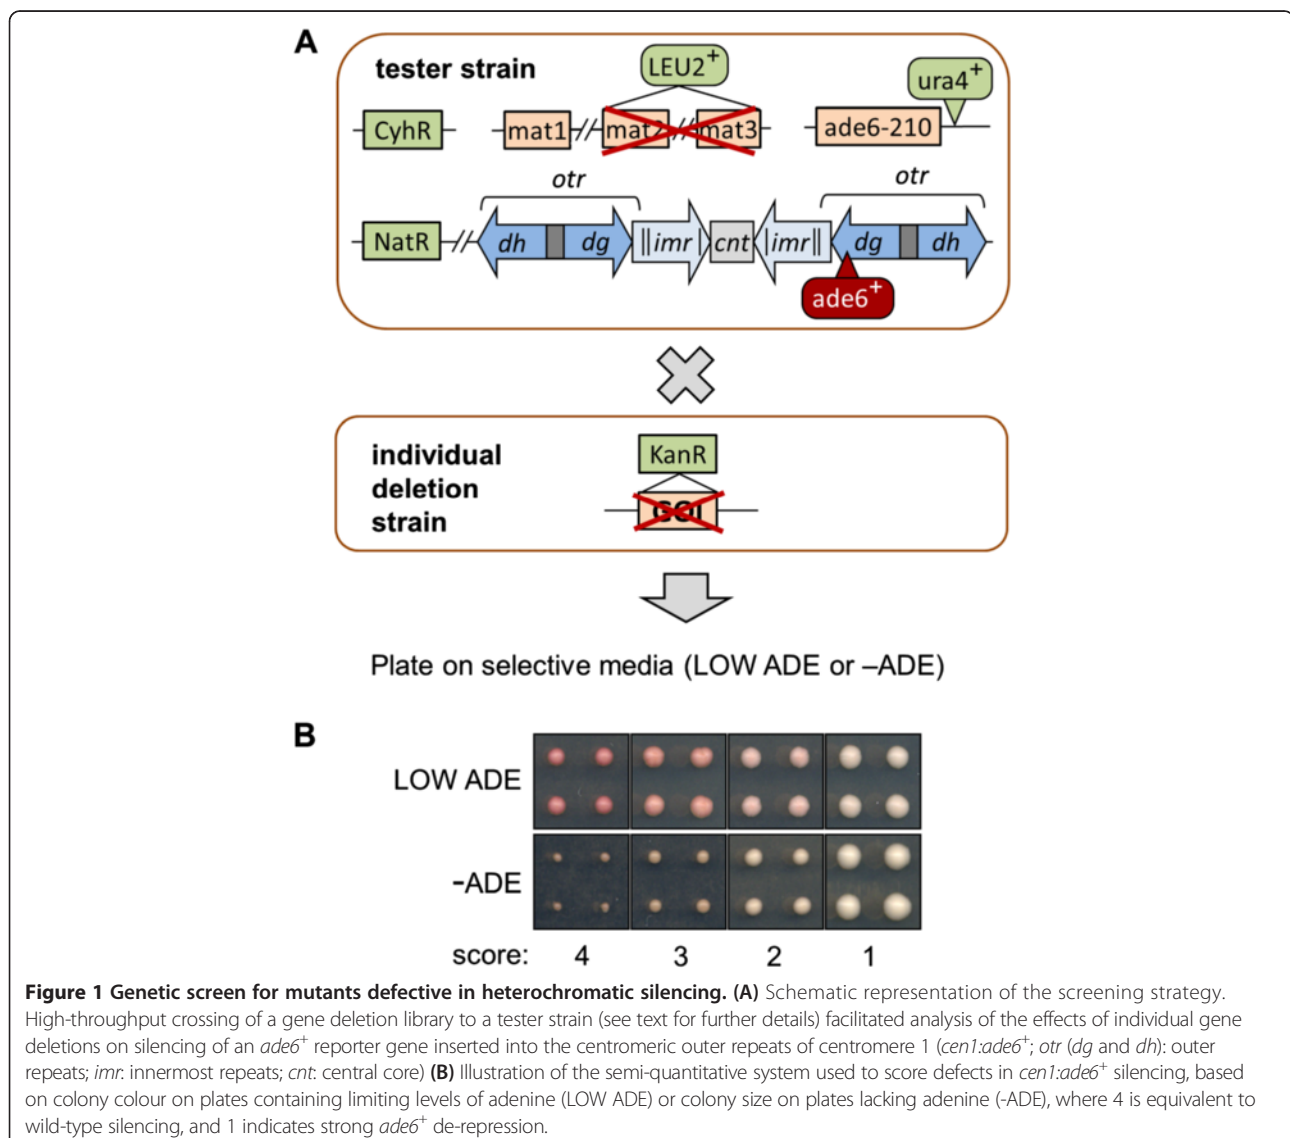 A
tester strain
LEU2+
ura4+
CyhR
mat1
mat2
mat3
ade6-210
otr
otr
NatR
dh
dg
imr
cnt
imr
dg
dh
ade6+
individual
deletion
strain
KanR
GOI
Plate on selective media (LOW ADE or –ADE)
B
LOW ADE
-ADE
score: 4 3 2 1
Figure 1 Genetic screen for mutants defective in heterochromatic silencing. (A) Schematic representation of the screening strategy.
High-throughput crossing of a gene deletion library to a tester strain (see text for further details) facilitated analysis of the effects of individual gene
deletions on silencing of an ade6+ reporter gene inserted into the centromeric outer repeats of centromere 1 (cen1:ade6+; otr (dg and dh): outer
repeats; imr: innermost repeats; cnt: central core) (B) Illustration of the semi-quantitative system used to score defects in cen1:ade6+ silencing, based
on colony colour on plates containing limiting levels of adenine (LOW ADE) or colony size on plates lacking adenine (-ADE), where 4 is equivalent to
wild-type silencing, and 1 indicates strong ade6+ de-repression.